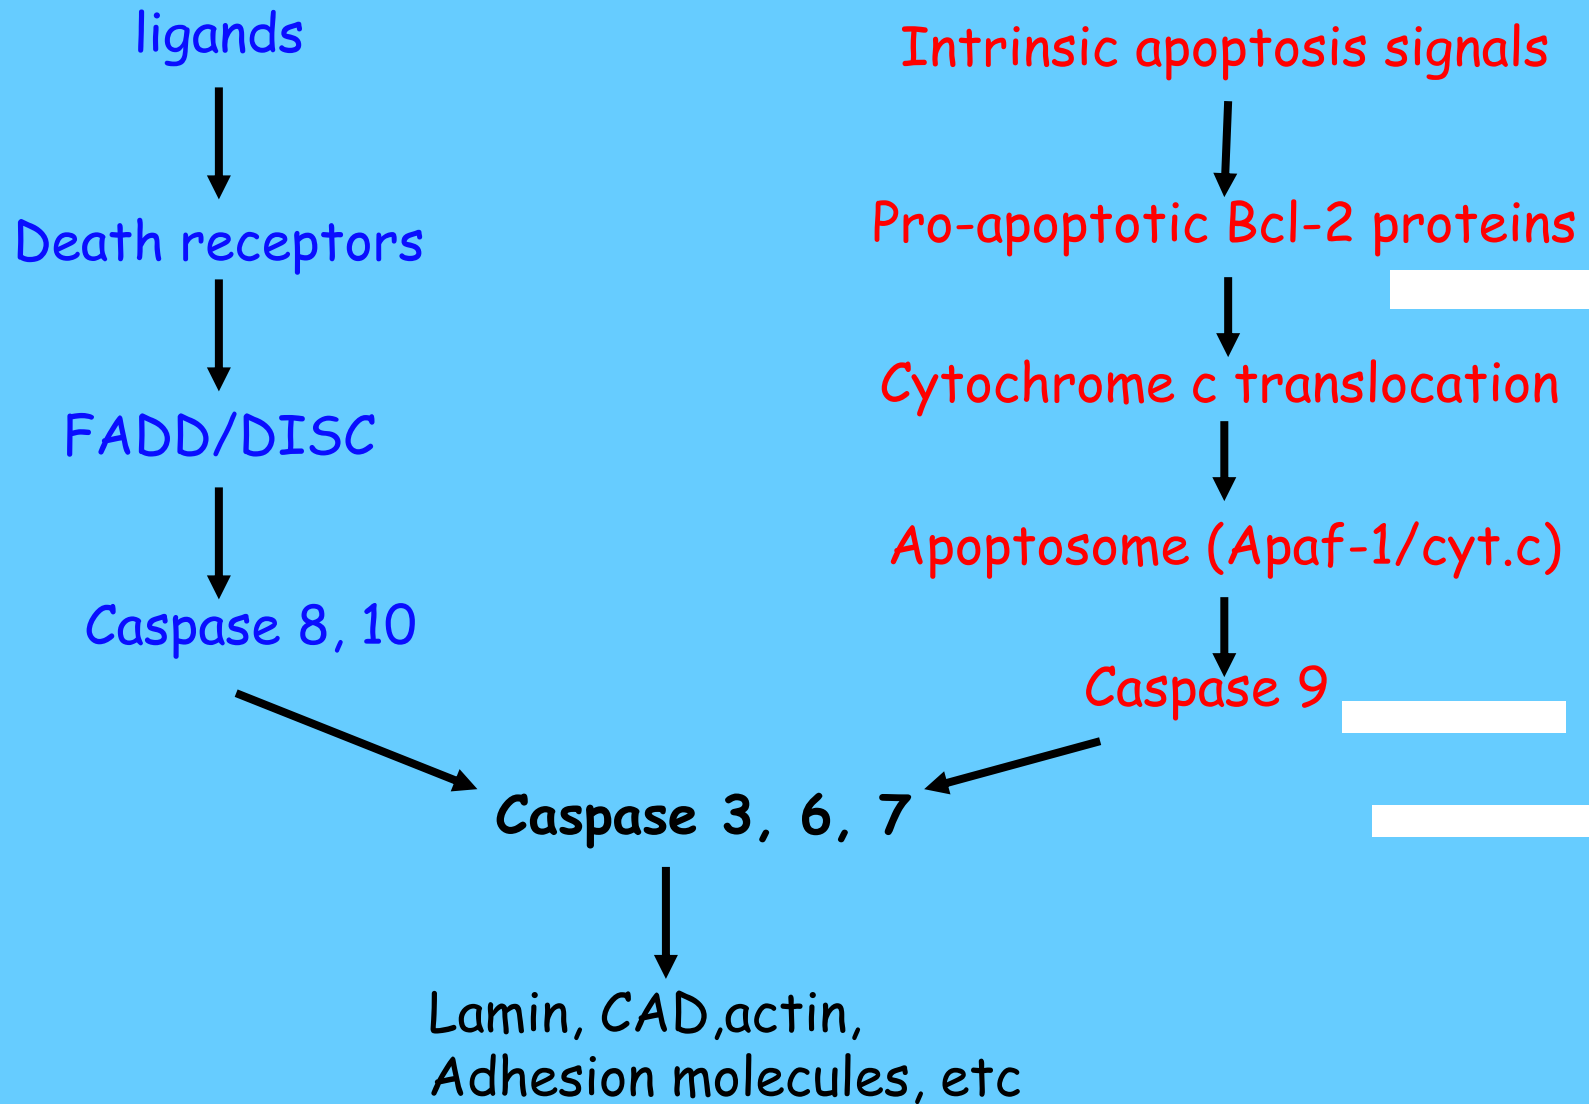 ligands
Death receptors
FADD/DISC
Caspase 8, 10
Intrinsic apoptosis signals
Pro-apoptotic Bcl-2 proteins
Cytochrome c translocation
Apoptosome (Apaf-1/cyt.c)
Caspase 9
Caspase 3, 6, 7
Lamin, CAD,actin,
Adhesion molecules, etc